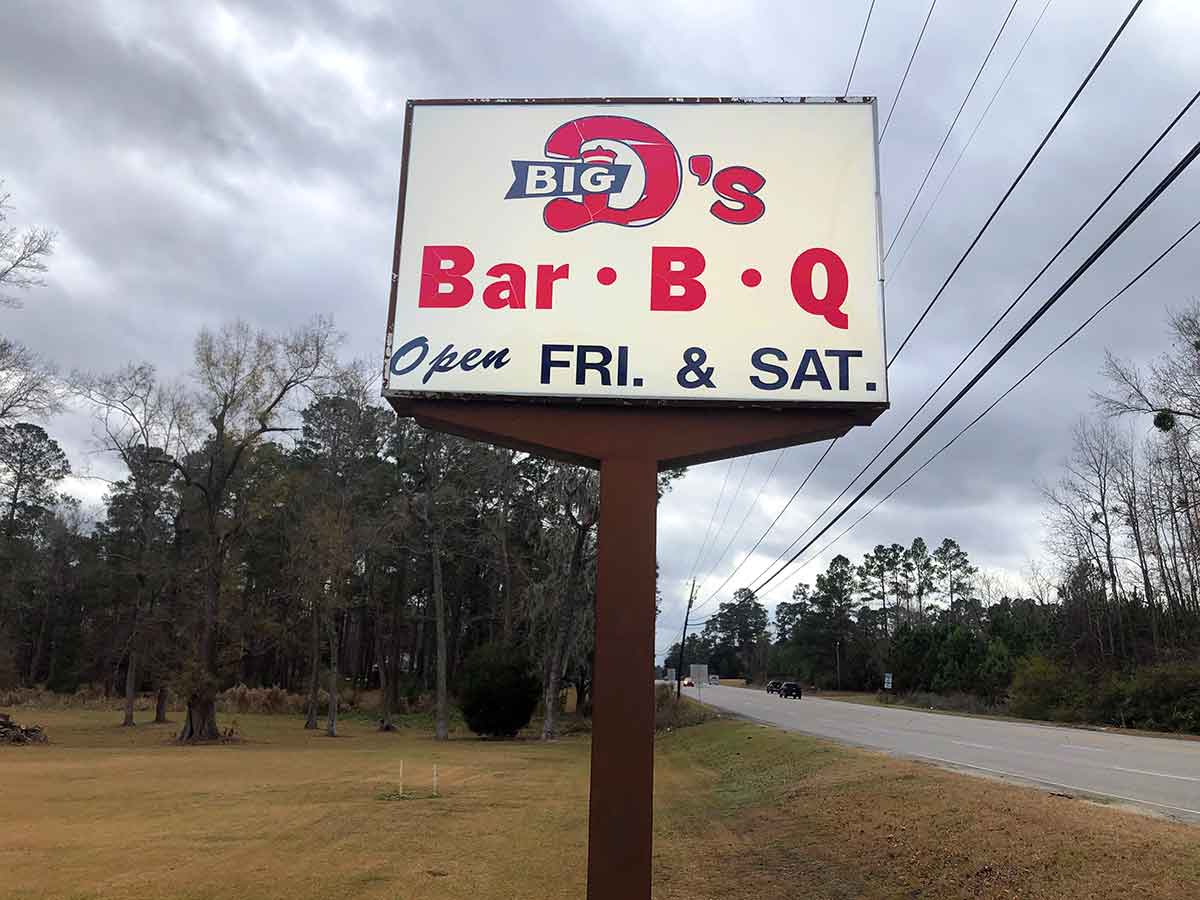 BIG D's
Bar • B • Q
Open FRI. & SAT.